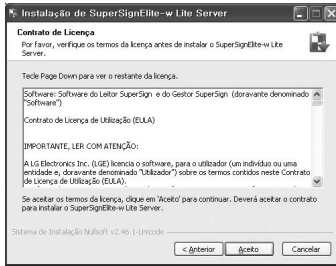 Instalação de SuperSignElite-w Lite Server
Contrato de Licença
Por favor, verifique os termos da licença antes de instalar o SuperSignElite-w Lite
Server.
Tecle Page Down para ver o restante da licença.
Software: Software do Leitor SuperSign e do Gestor SuperSign (doravante denominado
"Software")
Contrato de Licença de Utilização (EULA)
IMPORTANTE, LER COM ATENÇÃO:
A LG Electronics Inc. (LGE) licencia o software, para o utilizador (um indivíduo ou uma
entidade e, doravante denominado "Utilizador") sobre os termos contidos neste Contrato
de Licença de Utilização (EULA).
Se aceitar os termos da licença, clique em 'Aceito' para continuar. Deverá aceitar o contrato
para instalar o SuperSignElite-w Lite Server.
Sistema de Instalação Nullsoft v2.46.1-Unicode
< Anterior
Aceito
Cancelar